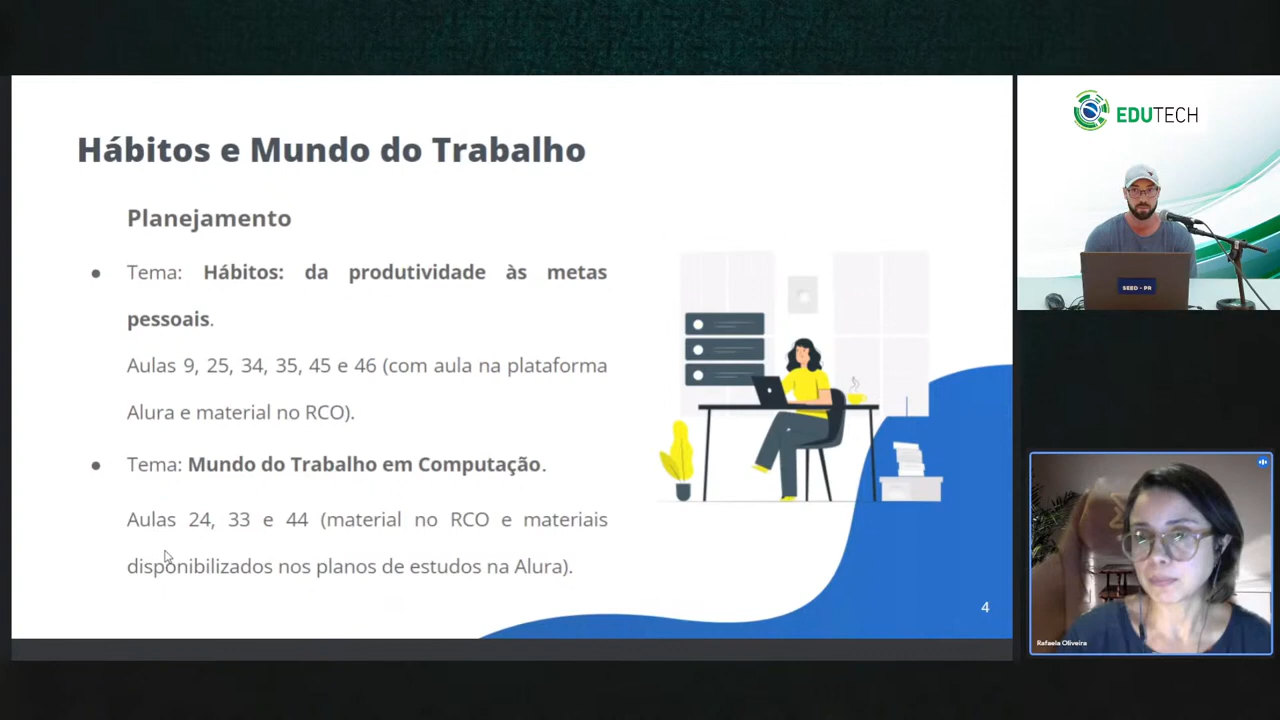 Hábitos e Mundo do Trabalho
Planejamento
● Tema: Hábitos: da produtividade às metas
pessoais.
Aulas 9, 25, 34, 35, 45 e 46 (com aula na plataforma
Alura e material no RCO).
● Tema: Mundo do Trabalho em Computação.
Aulas 24, 33 e 44 (material no RCO e materiais
disponibilizados nos planos de estudos na Alura).
4
EDUTECH
SEED - PR
Rafaela Oliveira